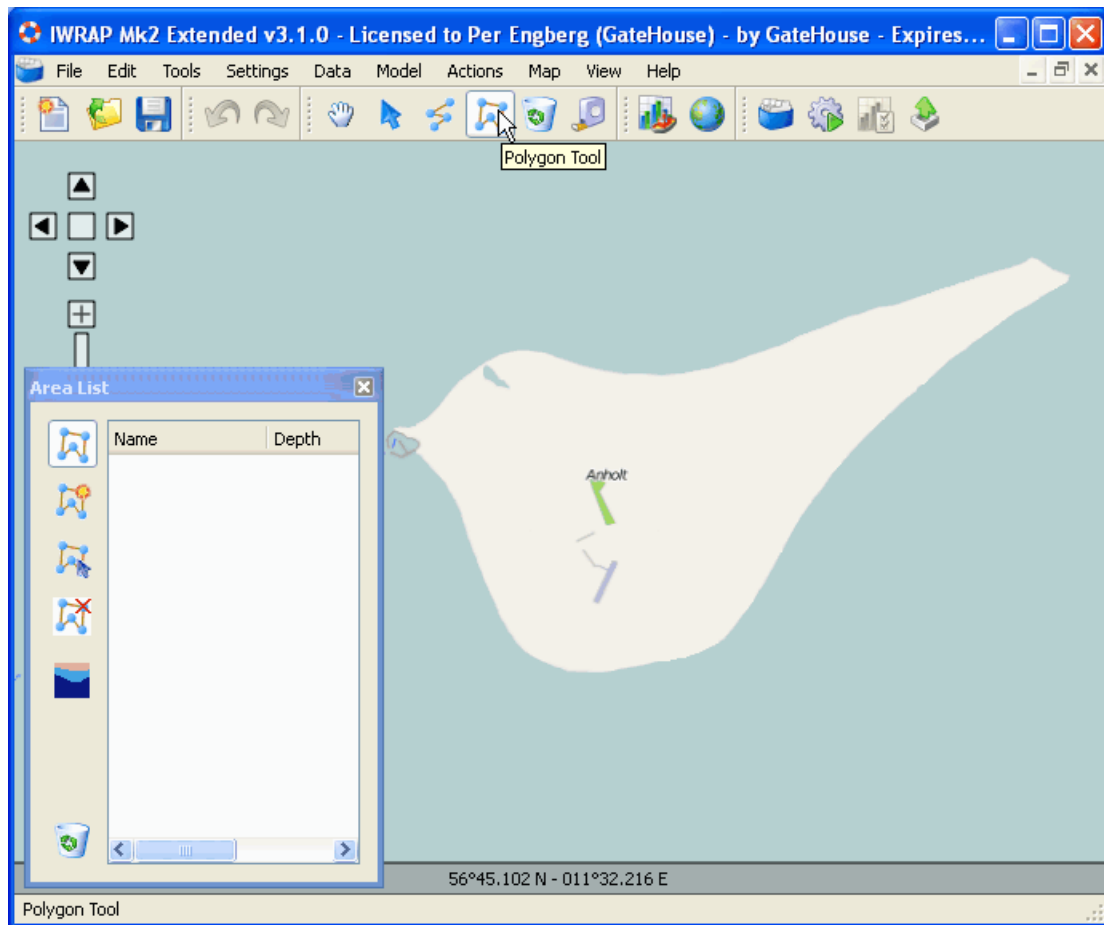 IWRAP Mk2 Extended v3.1.0 - Licensed to Per Engberg (GateHouse) - by GateHouse - Expires...
File Edit Tools Settings Data Model Actions Map View Help
Polygon Tool
Area List
Name Depth
Anholt
56°45.102 N - 011°32.216 E
Polygon Tool